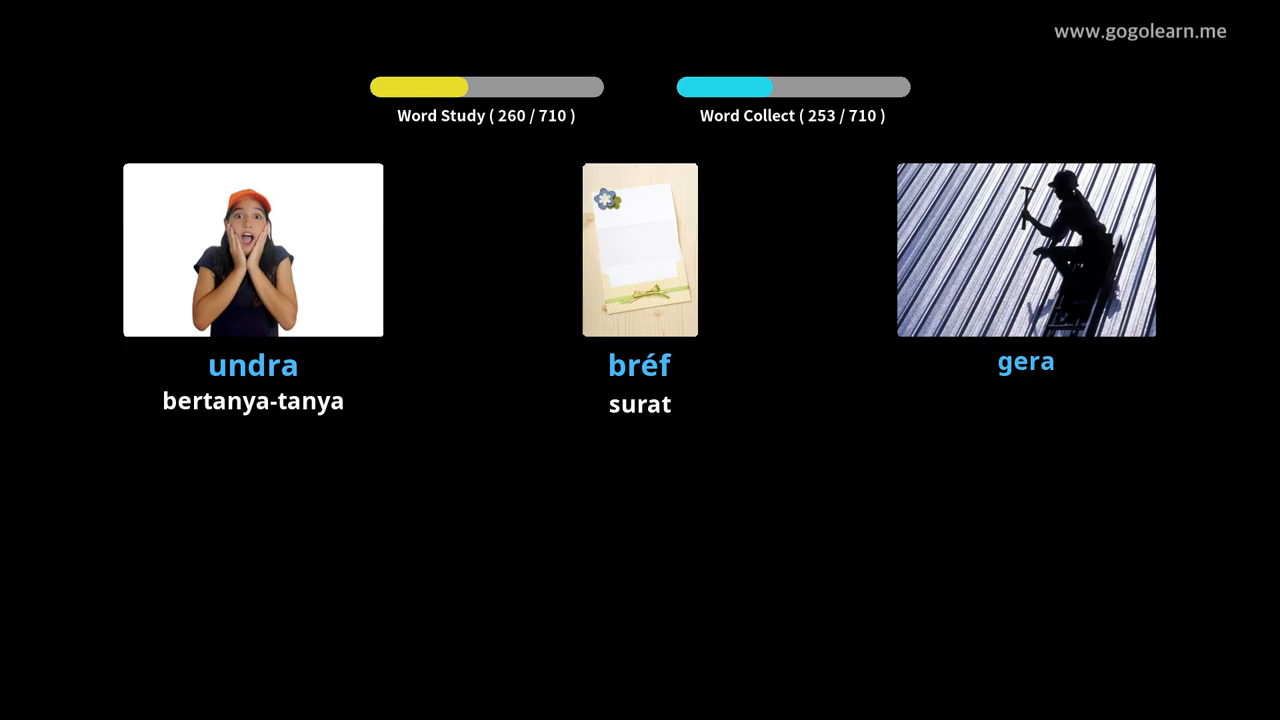 www.gogolearn.me
Word Study ( 260 / 710 )
Word Collect ( 253 / 710 )
undra
bertanya-tanya
bréf
surat
gera